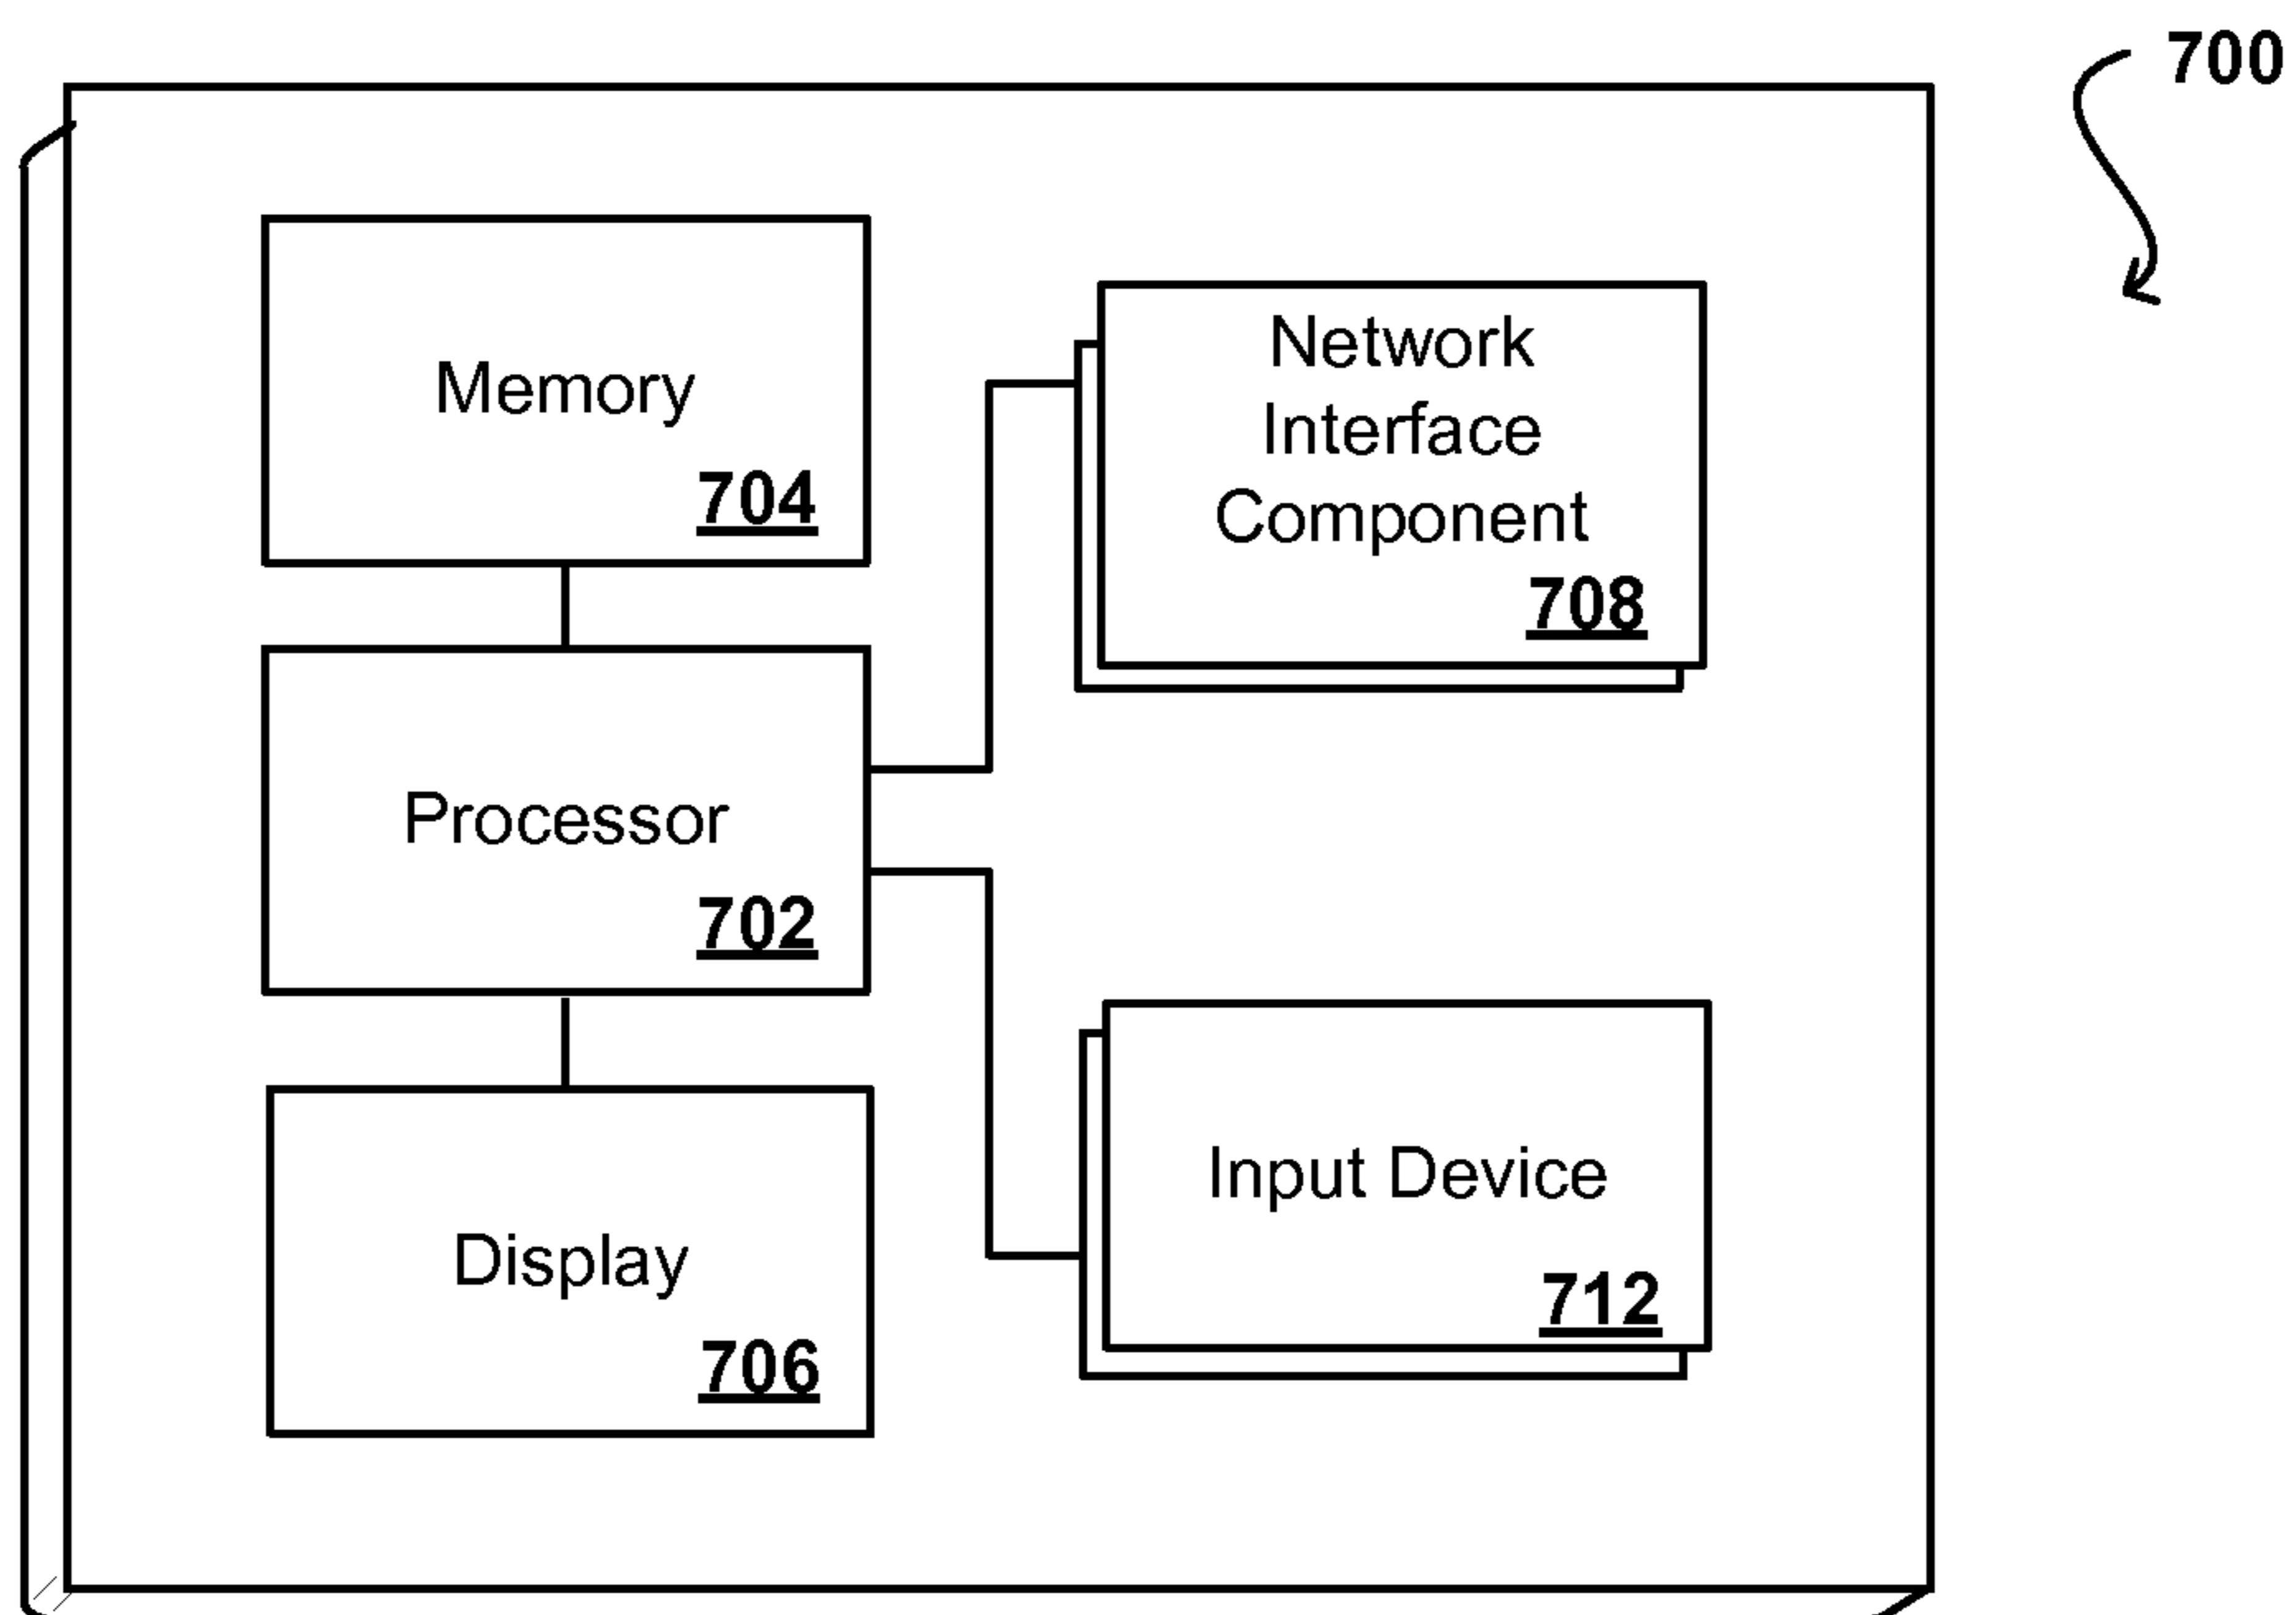 700
Memory
704
Network
Interface
Component
708
Processor
702
Input Device
712
Display
706